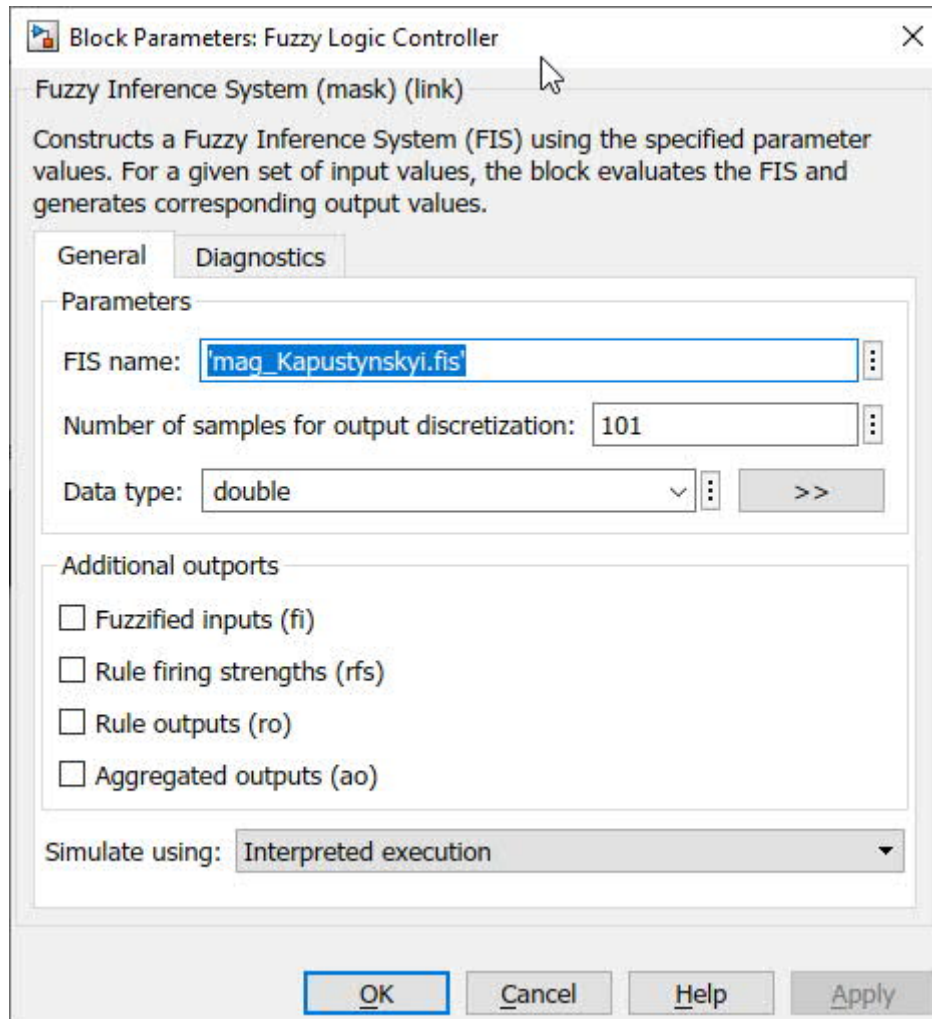 Block Parameters: Fuzzy Logic Controller
Fuzzy Inference System (mask) (link)
Constructs a Fuzzy Inference System (FIS) using the specified parameter
values. For a given set of input values, the block evaluates the FIS and
generates corresponding output values.
General Diagnostics
Parameters
FIS name: 'mag_Kapustynskyi.fis'
Number of samples for output discretization: 101
Data type: double >>
Additional outports
Fuzzified inputs (fi)
Rule firing strengths (rfs)
Rule outputs (ro)
Aggregated outputs (ao)
Simulate using: Interpreted execution
OK Cancel Help Apply